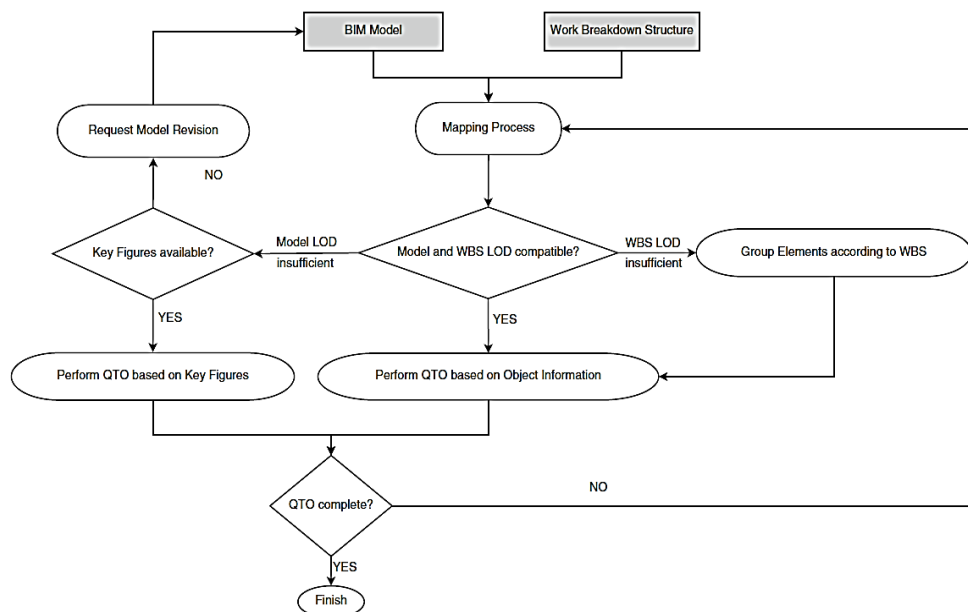 BIM Model
Work Breakdown Structure
Request Model Revision
Mapping Process
NO
Key Figures available?
Model LOD
insufficient
Model and WBS LOD compatible?
WBS LOD
insufficient
Group Elements according to WBS
YES
YES
Perform QTO based on Key Figures
Perform QTO based on Object Information
QTO complete?
NO
YES
Finish